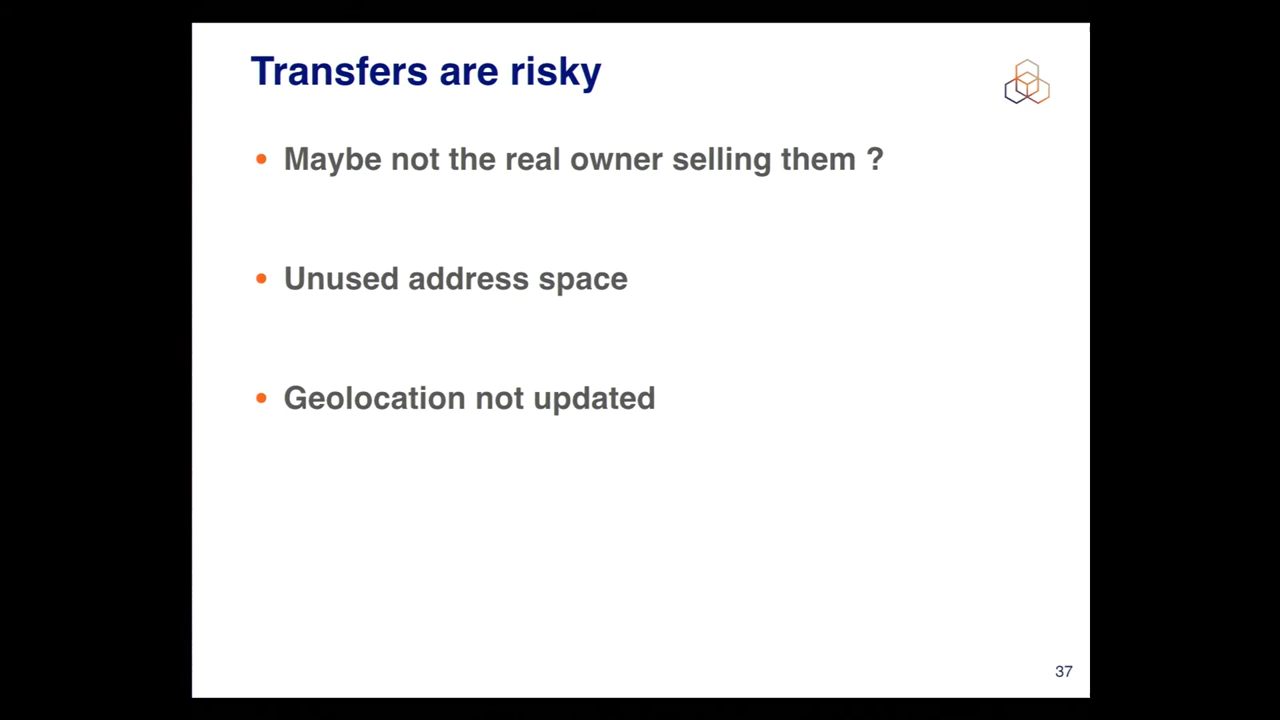 Transfers are risky
• Maybe not the real owner selling them ?
• Unused address space
• Geolocation not updated
37